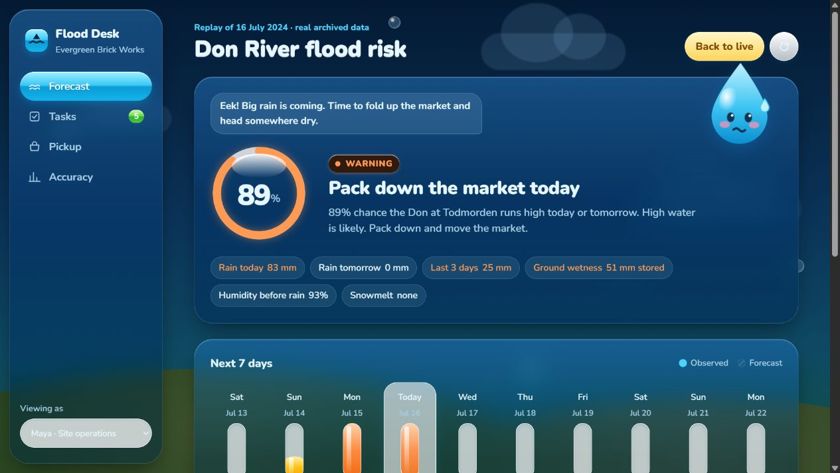 Flood Desk
Evergreen Brick Works
Forecast
Tasks
5
Pickup
Accuracy
Viewing as
Maya · Site operations
Replay of 16 July 2024 · real archived data
Don River flood risk
Back to live
Eek! Big rain is coming. Time to fold up the market and
head somewhere dry.
89%
WARNING
Pack down the market today
89% chance the Don at Todmorden runs high today or tomorrow. High water
is likely. Pack down and move the market.
Rain today 83 mm
Rain tomorrow 0 mm
Last 3 days 25 mm
Ground wetness 51 mm stored
Humidity before rain 93%
Snowmelt none
Next 7 days
Observed
Forecast
Sat
Sun
Mon
Today
Wed
Thu
Fri
Sat
Sun
Mon
Jul 13
Jul 14
Jul 15
Jul 16
Jul 17
Jul 18
Jul 19
Jul 20
Jul 21
Jul 22